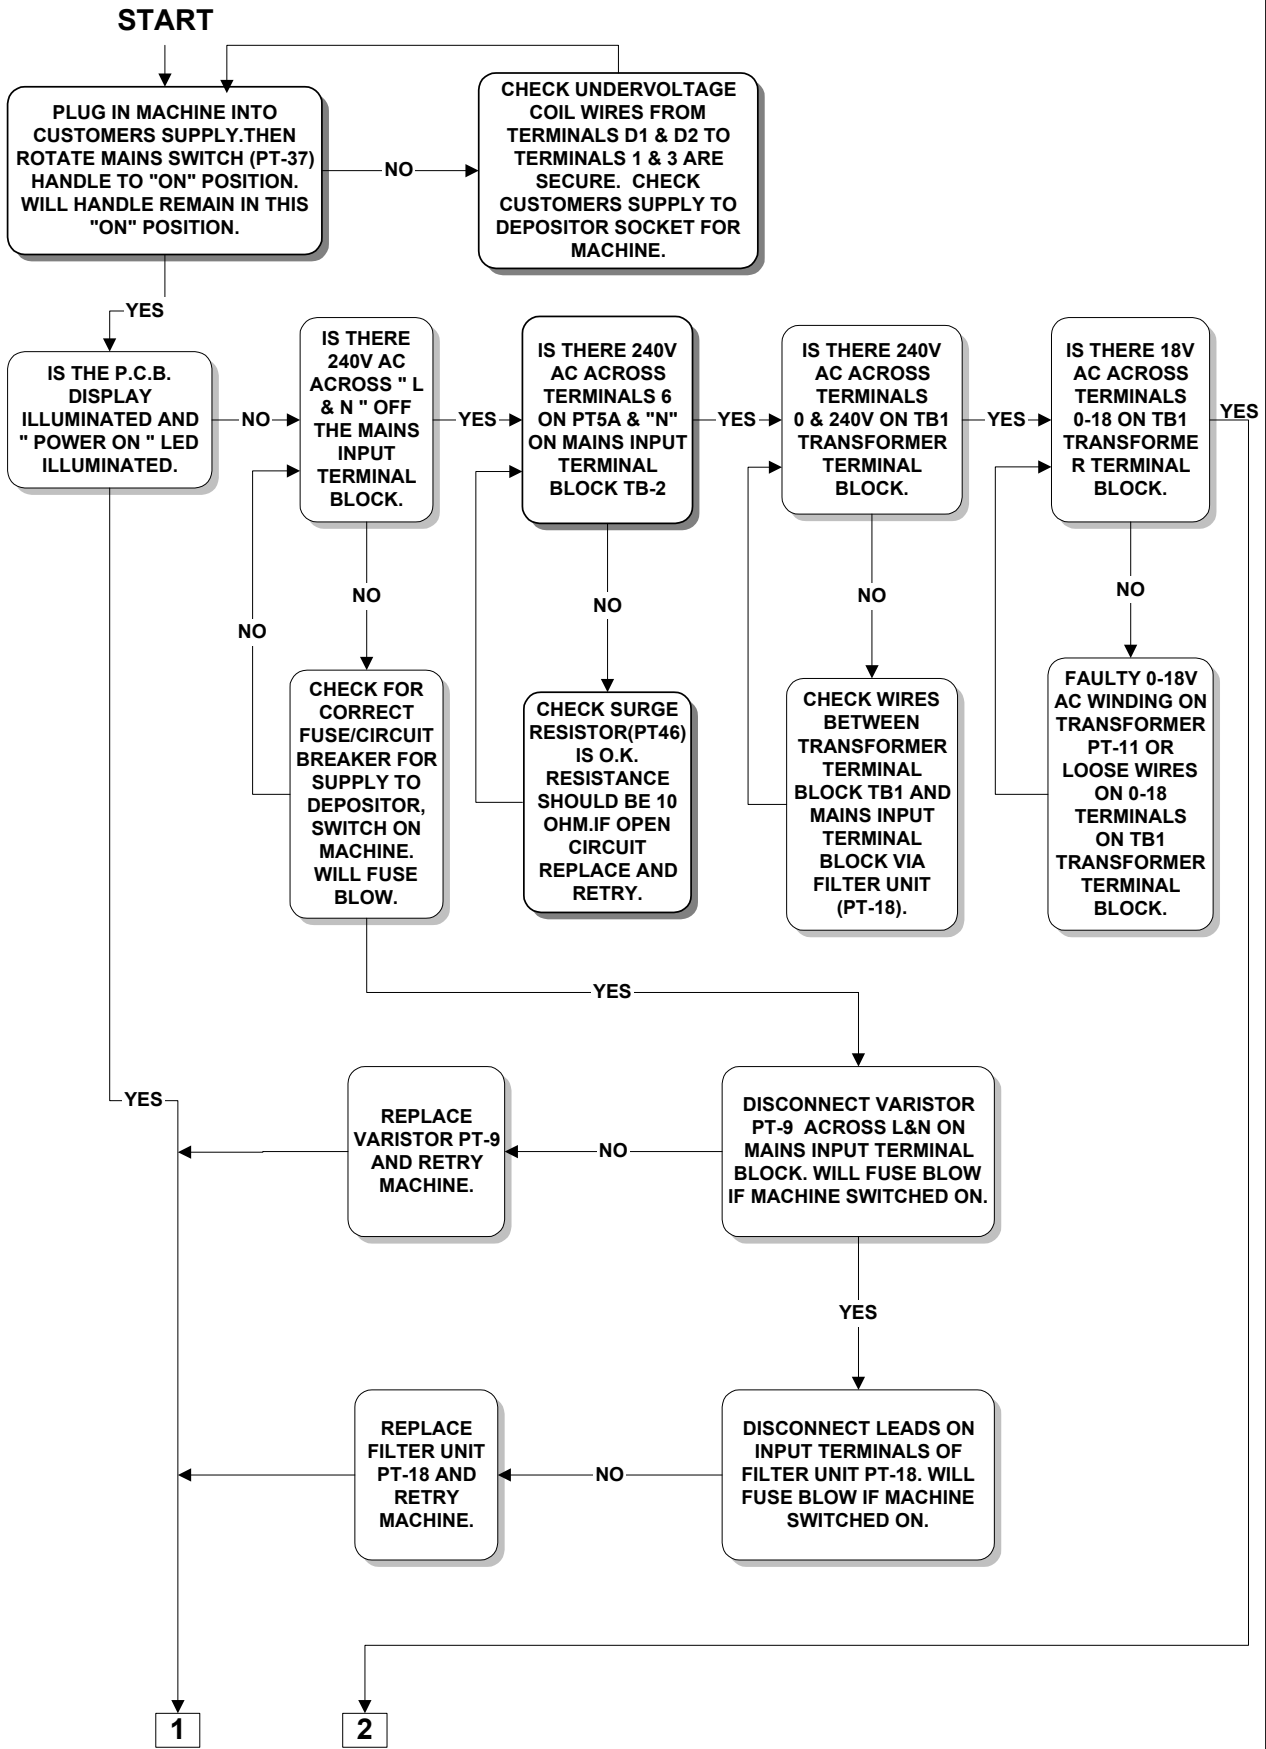 START
PLUG IN MACHINE INTO
CUSTOMERS SUPPLY.THEN
ROTATE MAINS SWITCH (PT-37)
HANDLE TO "ON" POSITION.
WILL HANDLE REMAIN IN THIS
"ON" POSITION.
NO
CHECK UNDERVOLTAGE
COIL WIRES FROM
TERMINALS D1 & D2 TO
TERMINALS 1 & 3 ARE
SECURE. CHECK
CUSTOMERS SUPPLY TO
DEPOSITOR SOCKET FOR
MACHINE.
YES
IS THE P.C.B.
DISPLAY
ILLUMINATED AND
" POWER ON " LED
ILLUMINATED.
NO
IS THERE
240V AC
ACROSS " L
& N " OFF
THE MAINS
INPUT
TERMINAL
BLOCK.
YES
IS THERE 240V
AC ACROSS
TERMINALS 6
ON PT5A & "N"
ON MAINS INPUT
TERMINAL
BLOCK TB-2
YES
IS THERE 240V
AC ACROSS
TERMINALS
0 & 240V ON TB1
TRANSFORMER
TERMINAL
BLOCK.
YES
IS THERE 18V
AC ACROSS
TERMINALS
0-18 ON TB1
TRANSFORME
R TERMINAL
BLOCK.
YES
NO
NO
NO
NO
NO
CHECK FOR
CORRECT
FUSE/CIRCUIT
BREAKER FOR
SUPPLY TO
DEPOSITOR,
SWITCH ON
MACHINE.
WILL FUSE
BLOW.
CHECK SURGE
RESISTOR(PT46)
IS O.K.
RESISTANCE
SHOULD BE 10
OHM.IF OPEN
CIRCUIT
REPLACE AND
RETRY.
CHECK WIRES
BETWEEN
TRANSFORMER
TERMINAL
BLOCK TB1 AND
MAINS INPUT
TERMINAL
BLOCK VIA
FILTER UNIT
(PT-18).
FAULTY 0-18V
AC WINDING ON
TRANSFORMER
PT-11 OR
LOOSE WIRES
ON 0-18
TERMINALS
ON TB1
TRANSFORMER
TERMINAL
BLOCK.
YES
YES
REPLACE
VARISTOR PT-9
AND RETRY
MACHINE.
NO
DISCONNECT VARISTOR
PT-9 ACROSS L&N ON
MAINS INPUT TERMINAL
BLOCK. WILL FUSE BLOW
IF MACHINE SWITCHED ON.
YES
REPLACE
FILTER UNIT
PT-18 AND
RETRY
MACHINE.
NO
DISCONNECT LEADS ON
INPUT TERMINALS OF
FILTER UNIT PT-18. WILL
FUSE BLOW IF MACHINE
SWITCHED ON.
1
2